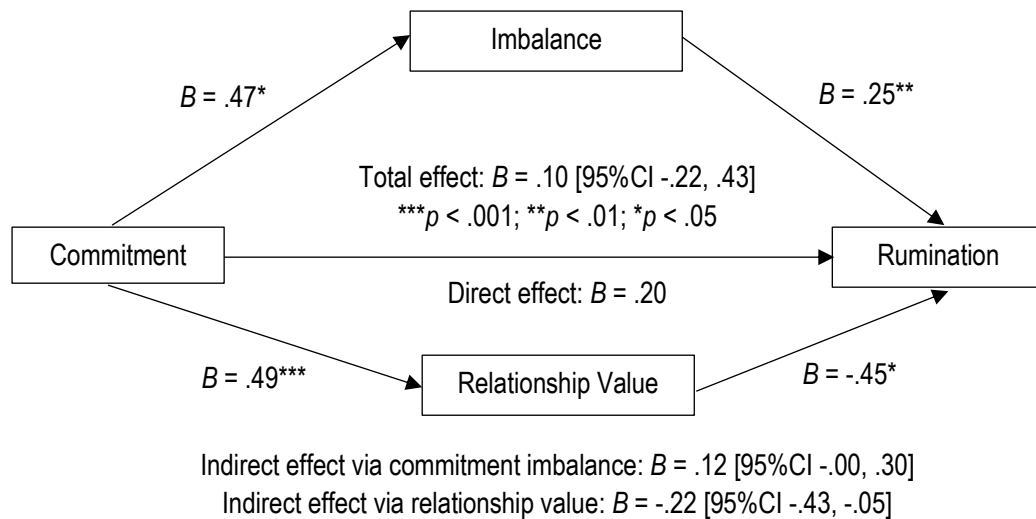 Imbalance
B = .47*
B = .25**
Total effect: B = .10 [95%CI -.22, .43]
***p < .001; **p < .01; *p < .05
Commitment
Rumination
Direct effect: B = .20
B = .49***
Relationship Value
B = -.45*
Indirect effect via commitment imbalance: B = .12 [95%CI -.00, .30]
Indirect effect via relationship value: B = -.22 [95%CI -.43, -.05]